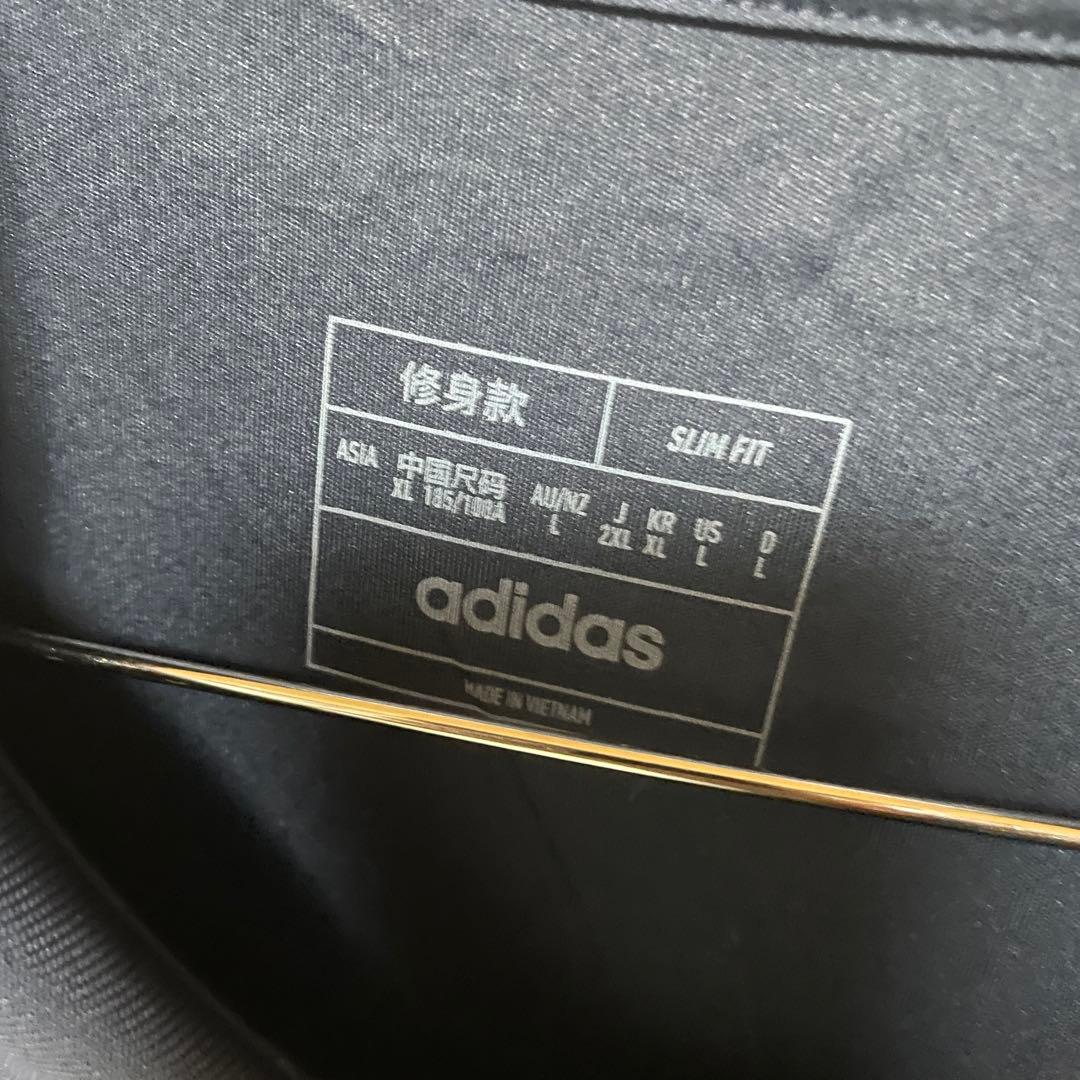 修身款 SLIM FIT
ASIA 中国尺码 AU/NZ J KR US D
XL 185/100A L 2XL XL L L
adidas
MADE IN VIETNAM